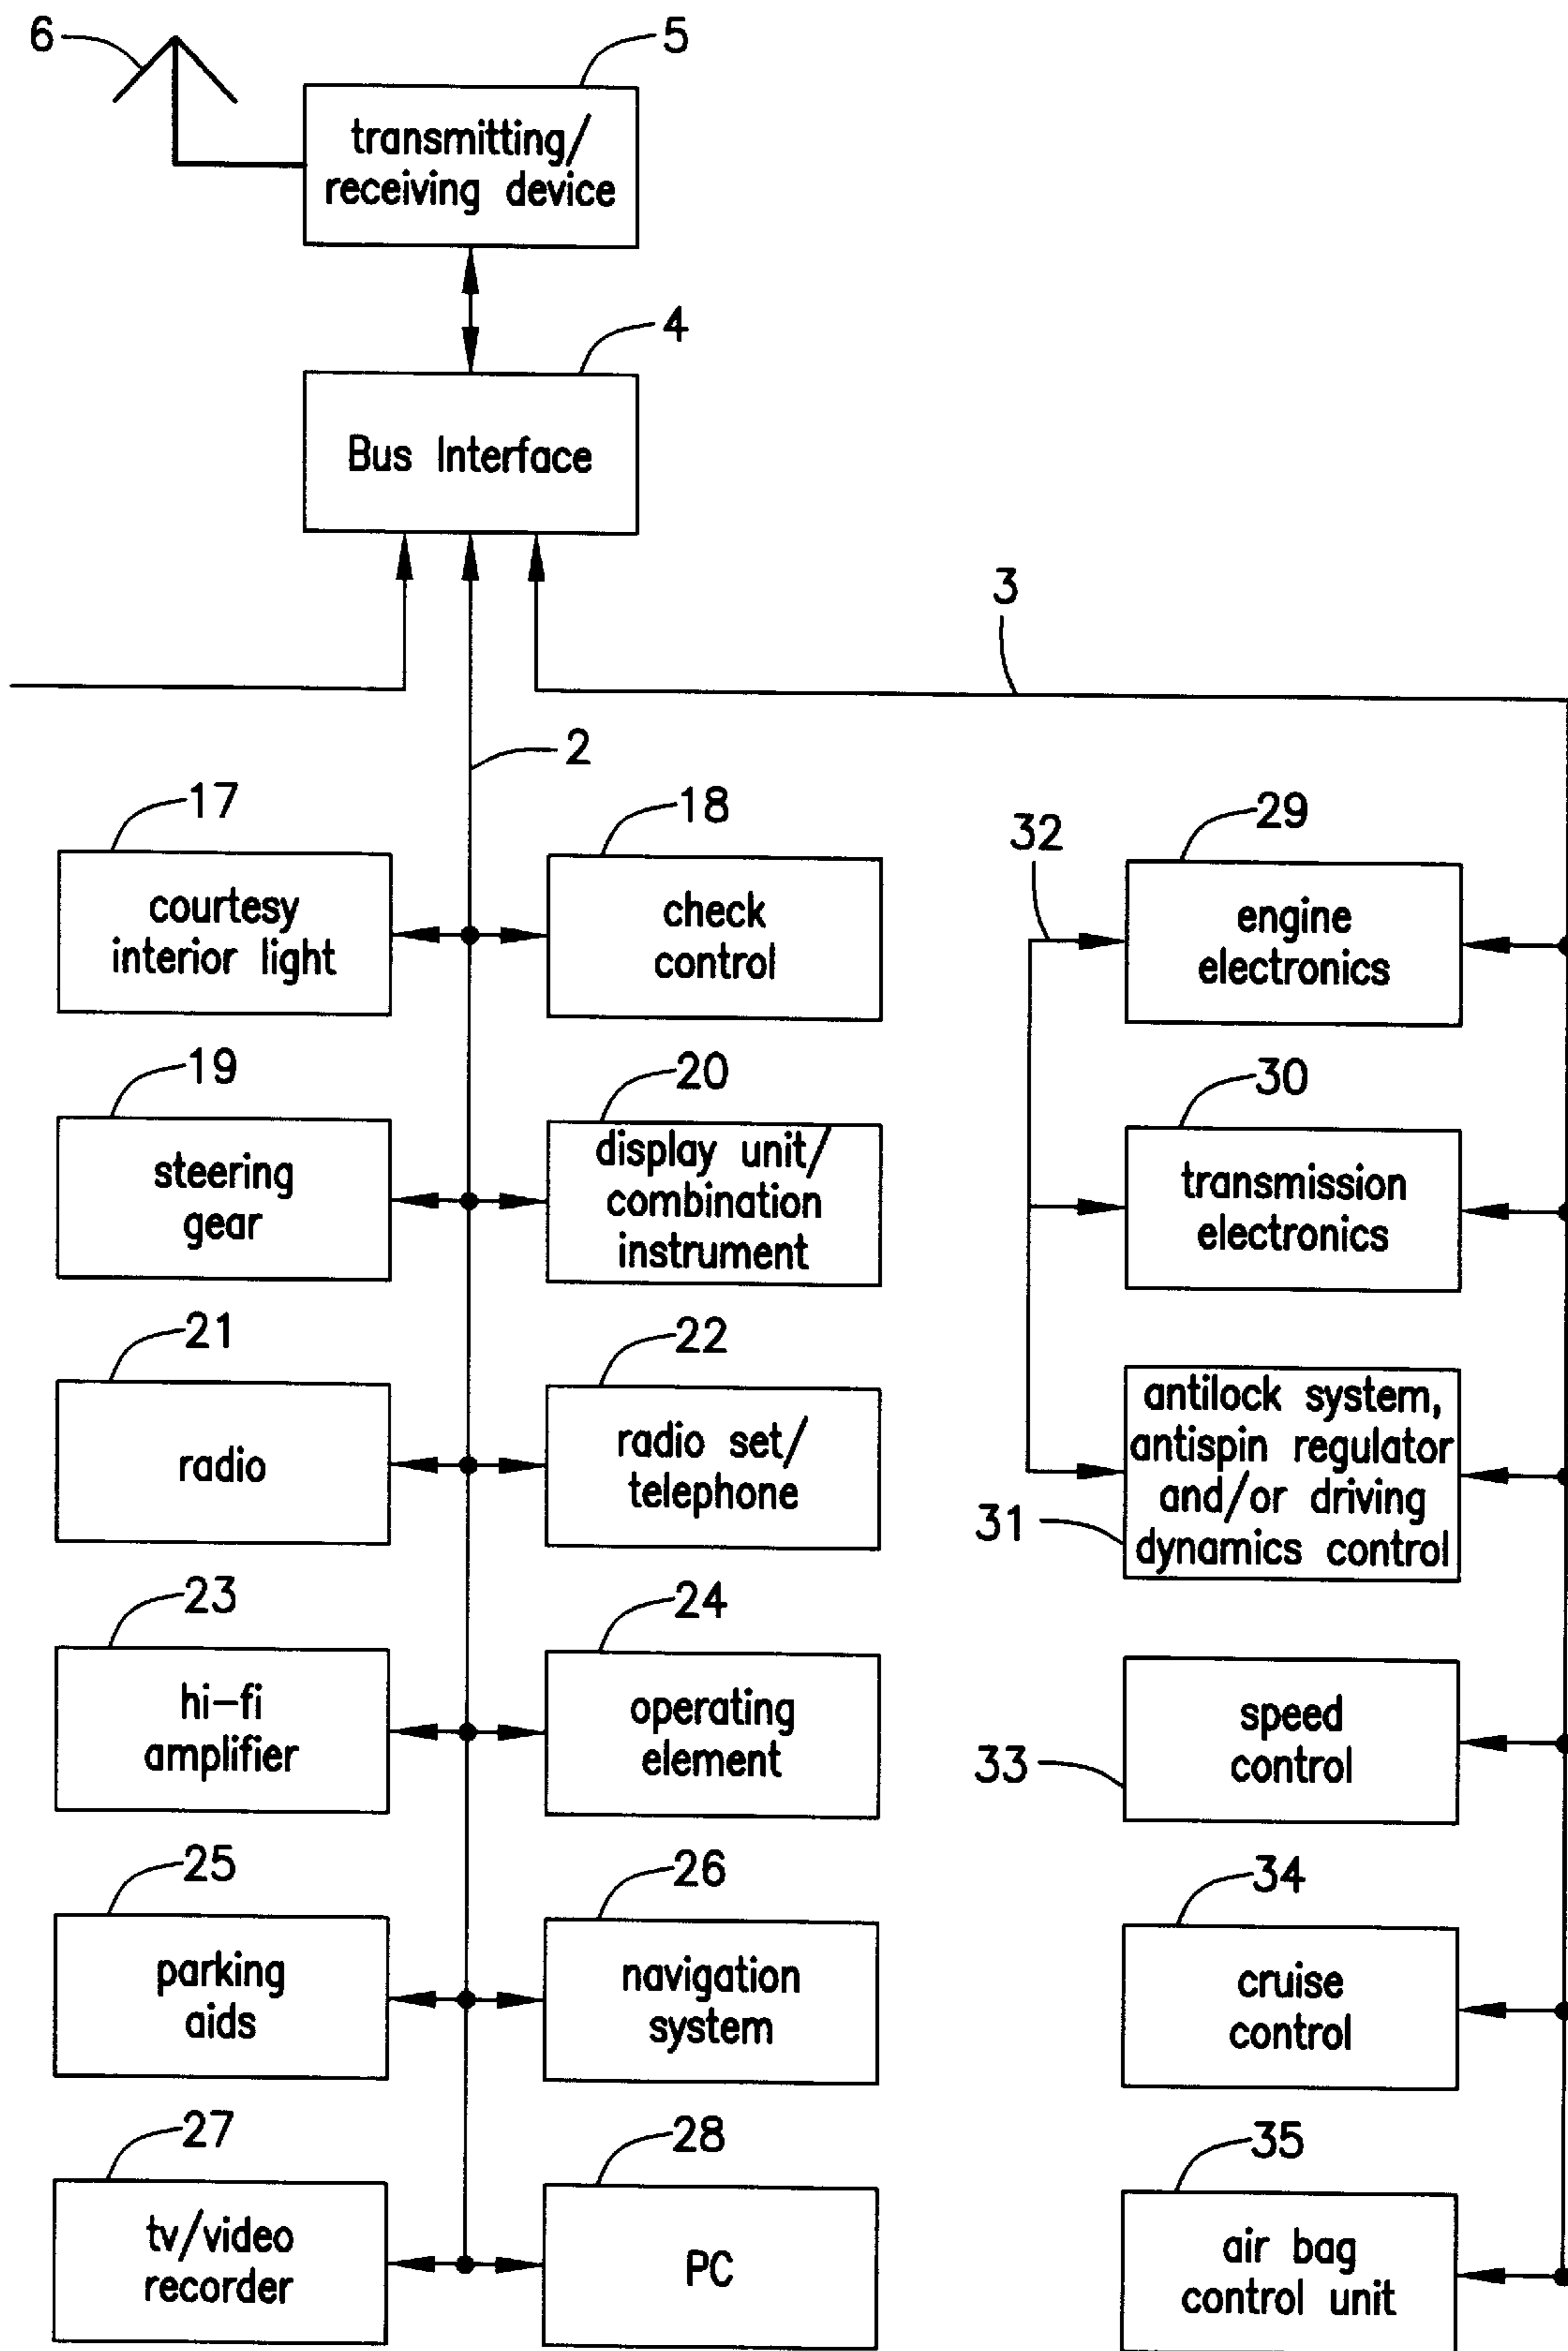 6
5
transmitting/
receiving device
4
Bus Interface
3
2
17
courtesy
interior light
18
check
control
32
29
engine
electronics
19
steering
gear
20
display unit/
combination
instrument
30
transmission
electronics
21
radio
22
radio set/
telephone
31
antilock system,
antispin regulator
and/or driving
dynamics control
23
hi-fi
amplifier
24
operating
element
33
speed
control
25
parking
aids
26
navigation
system
34
cruise
control
27
tv/video
recorder
28
PC
35
air bag
control unit